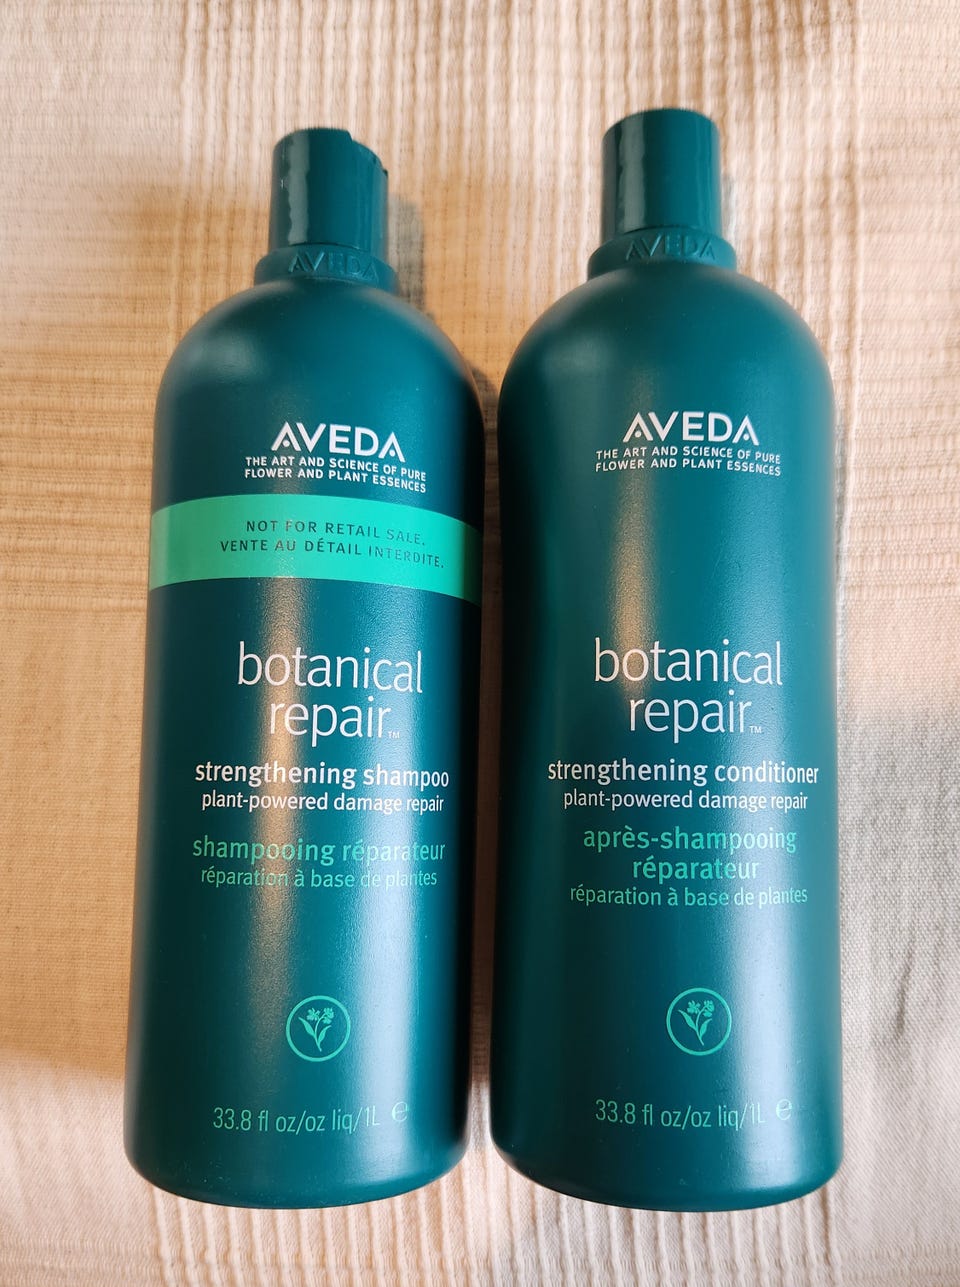 AVEDA
AVEDA
THE ART AND SCIENCE OF PURE
FLOWER AND PLANT ESSENCES
NOT FOR RETAIL SALE.
VENTE AU DÉTAIL INTERDITE.
botanical
repair™
strengthening shampoo
plant-powered damage repair
shampooing réparateur
réparation à base de plantes
33.8 fl oz/oz liq/1L ℮
AVEDA
AVEDA
THE ART AND SCIENCE OF PURE
FLOWER AND PLANT ESSENCES
botanical
repair™
strengthening conditioner
plant-powered damage repair
après-shampooing
réparateur
réparation à base de plantes
33.8 fl oz/oz liq/1L ℮